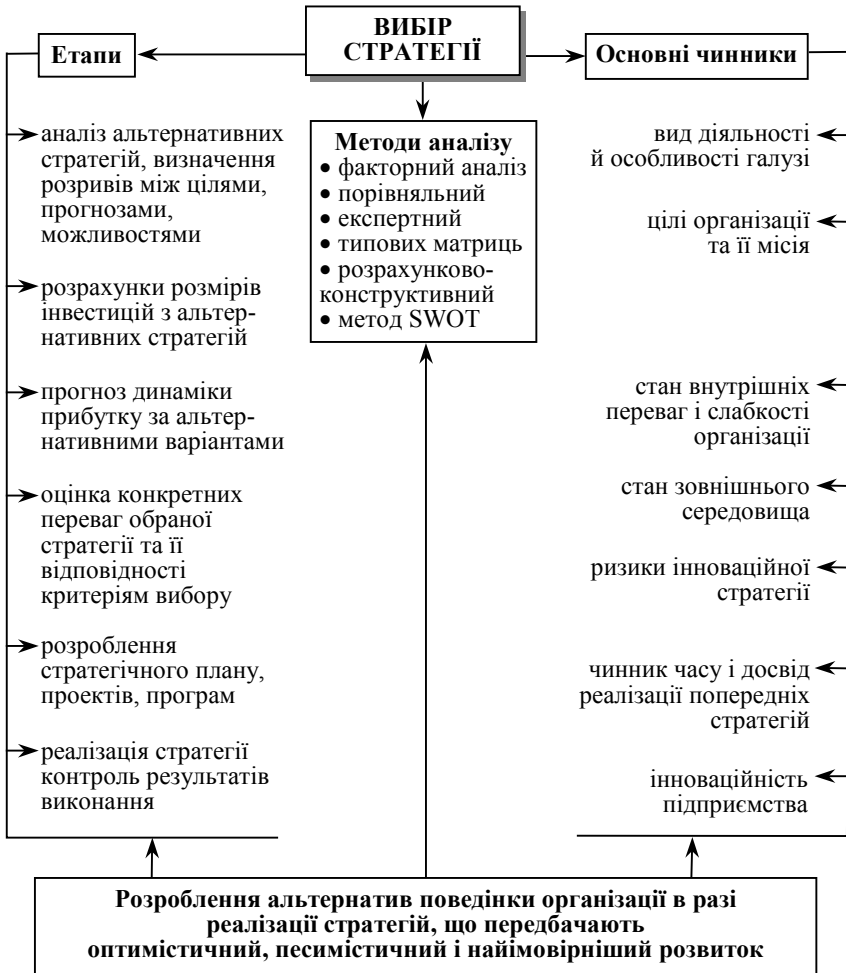 ВИБІР
СТРАТЕГІЇ
Етапи
аналіз альтернативних
стратегій, визначення
розривів між цілями,
прогнозами,
можливостями
розрахунки розмірів
інвестицій з альтер-
нативних стратегій
прогноз динаміки
прибутку за альтер-
нативними варіантами
оцінка конкретних
переваг обраної
стратегії та її
відповідності
критеріям вибору
розроблення
стратегічного плану,
проектів, програм
реалізація стратегії
контроль результатів
виконання
Методи аналізу
• факторний аналіз
• порівняльний
• експертний
• типових матриць
• розрахунково-
конструктивний
• метод SWOT
Основні чинники
вид діяльності
й особливості галузі
цілі організації
та її місія
стан внутрішніх
переваг і слабкості
організації
стан зовнішнього
середовища
ризики інноваційної
стратегії
чинник часу і досвід
реалізації попередніх
стратегій
інноваційність
підприємства
Розроблення альтернатив поведінки організації в разі
реалізації стратегій, що передбачають
оптимістичний, песимістичний і найімовірніший розвиток